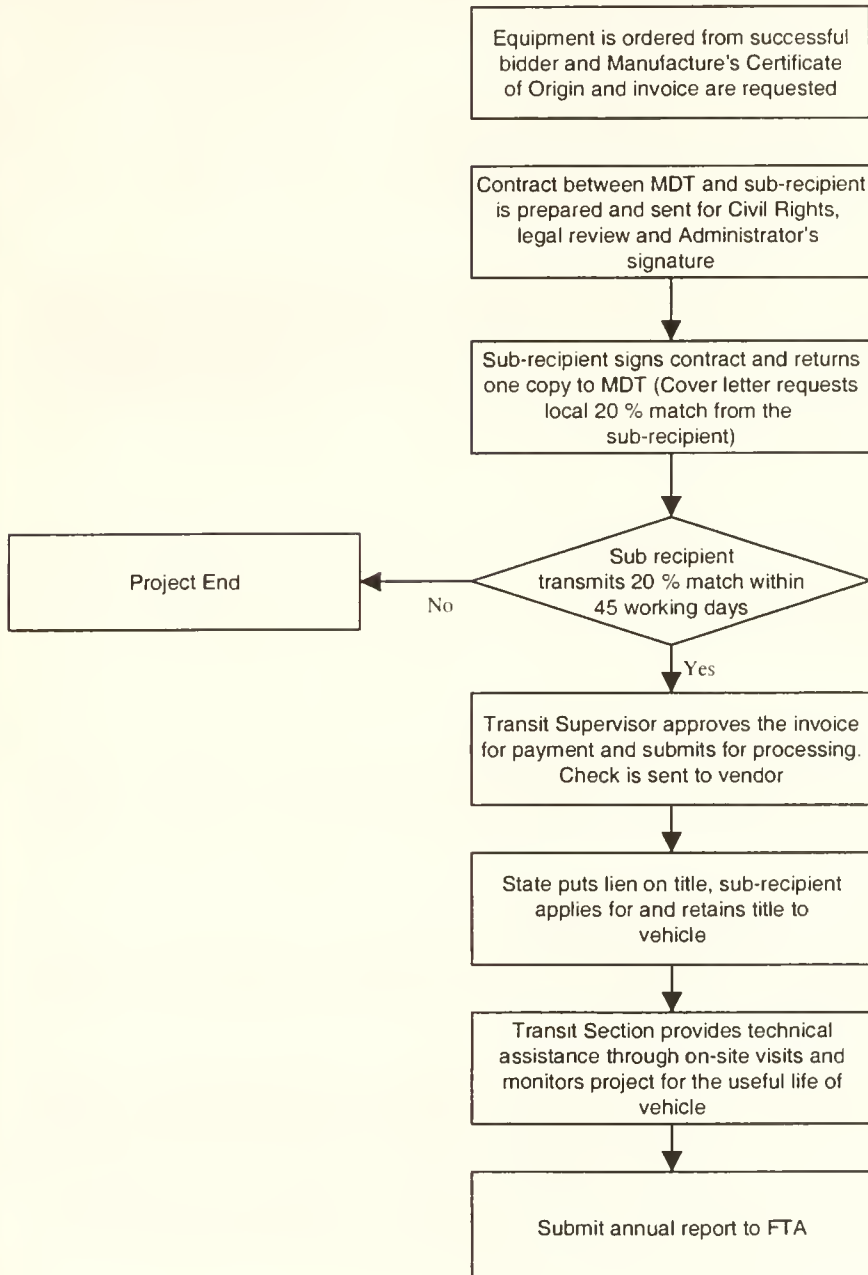 Equipment is ordered from successful
bidder and Manufacture's Certificate
of Origin and invoice are requested
Contract between MDT and sub-recipient
is prepared and sent for Civil Rights,
legal review and Administrator's
signature
Sub-recipient signs contract and returns
one copy to MDT (Cover letter requests
local 20 % match from the
sub-recipient)
Sub recipient
transmits 20 % match within
45 working days
Project End
No
Yes
Transit Supervisor approves the invoice
for payment and submits for processing.
Check is sent to vendor
State puts lien on title, sub-recipient
applies for and retains title to
vehicle
Transit Section provides technical
assistance through on-site visits and
monitors project for the useful life of
vehicle
Submit annual report to FTA